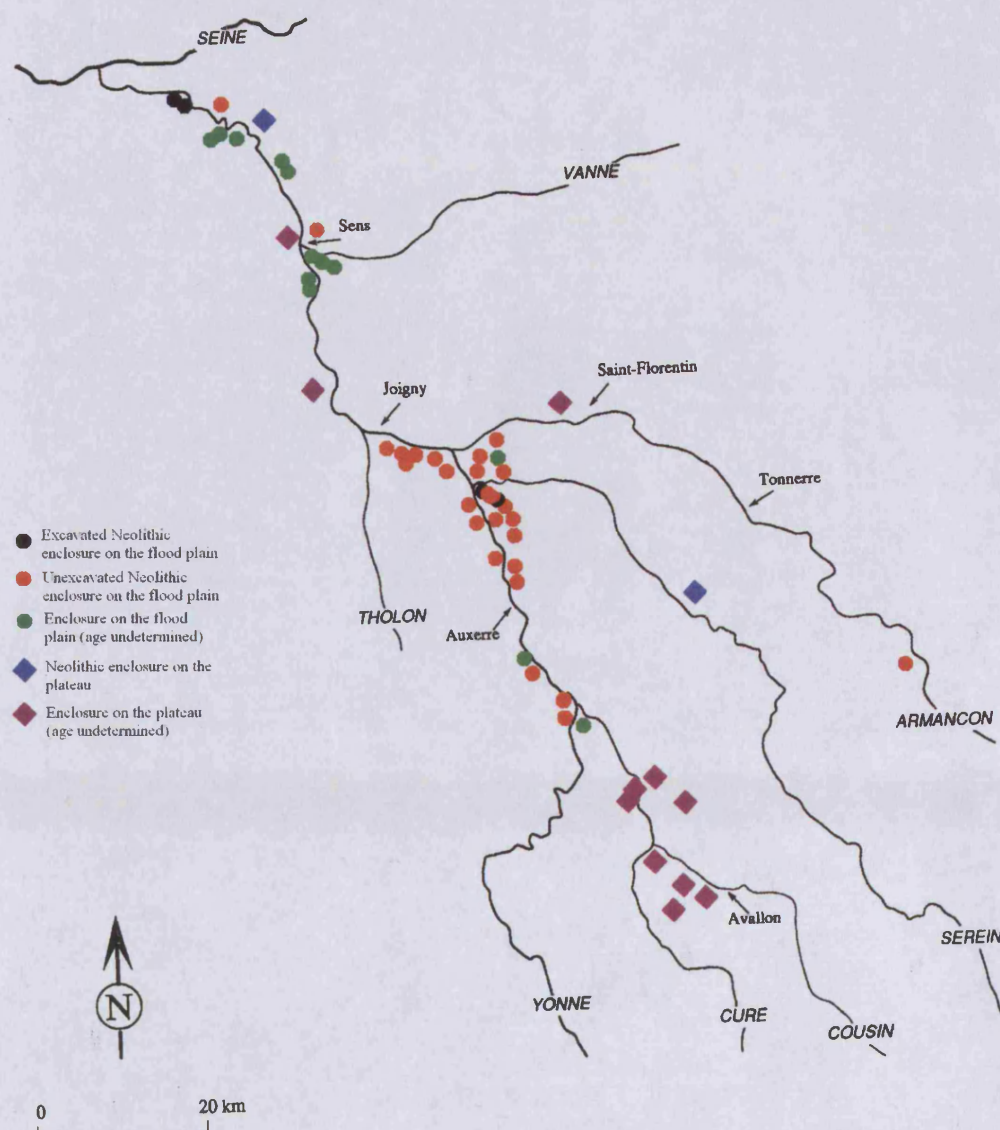 SEINE
VANNE
Sens
Saint-Florentin
Joigny
Tonnerre
Excavated Neolithic
enclosure on the flood plain
Unexcavated Neolithic
enclosure on the flood plain
Enclosure on the flood
plain (age undetermined)
Neolithic enclosure on the
plateau
Enclosure on the plateau
(age undetermined)
THOLON
Auxerre
ARMANCON
Avallon
SEREIN
N
YONNE
CURE
COUSIN
0
20 km